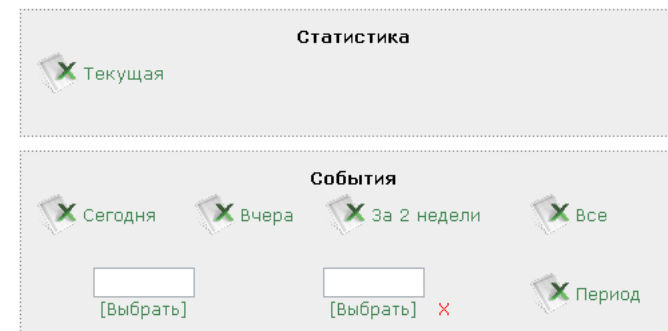 Статистика
Текущая
События
Сегодня Вчера За 2 недели Все
Период
[Выбрать] [Выбрать] X